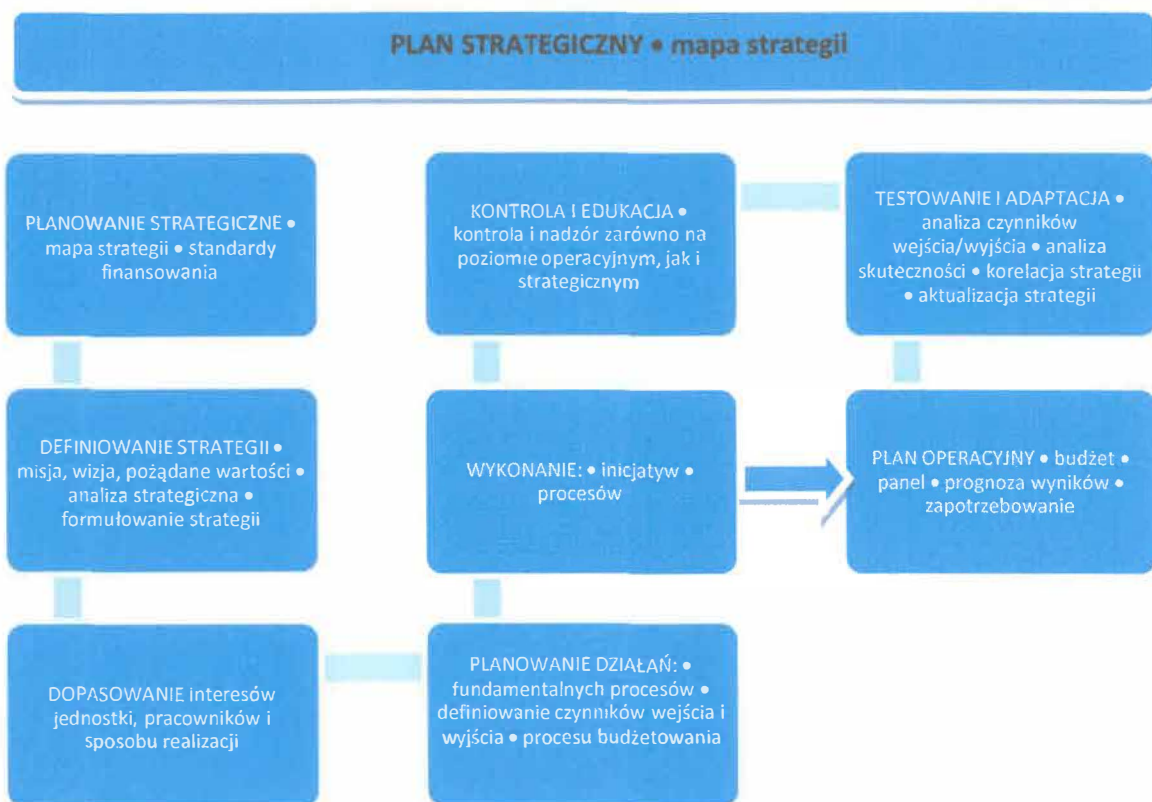 PLAN STRATEGICZNY • mapa strategii
PLANOWANIE STRATEGICZNE •
mapa strategii • standardy
finansowania
DEFINIOWANIE STRATEGII •
misja, wizja, pożądane wartości •
analiza strategiczna •
formułowanie strategii
DOPASOWANIE interesów
jednostki, pracowników i
sposobu realizacji
PLANOWANIE DZIAŁAŃ: •
fundamentalnych procesów •
definiowanie czynników wejścia i
wyjścia • procesu budżetowania
WYKONANIE: • inicjatyw •
procesów
KONTROLA I EDUKACJA •
kontrola i nadzór zarówno na
poziomie operacyjnym, jak i
strategicznym
TESTOWANIE I ADAPTACJA •
analiza czynników
wejścia/wyjścia • analiza
skuteczności • korelacja strategii
• aktualizacja strategii
PLAN OPERACYJNY • budżet •
panel • prognoza wyników •
zapotrzebowanie